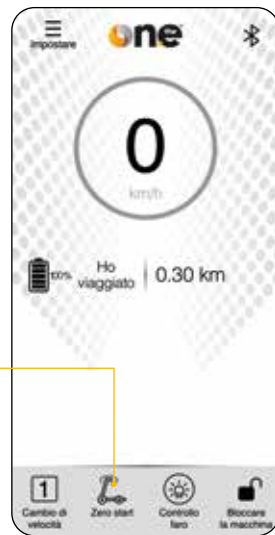 Impostare
one
0
km/h
100%
Ho viaggiato
0.30 km
1
Cambio di velocità
Zero start
Controllo faro
Bloccare la macchina